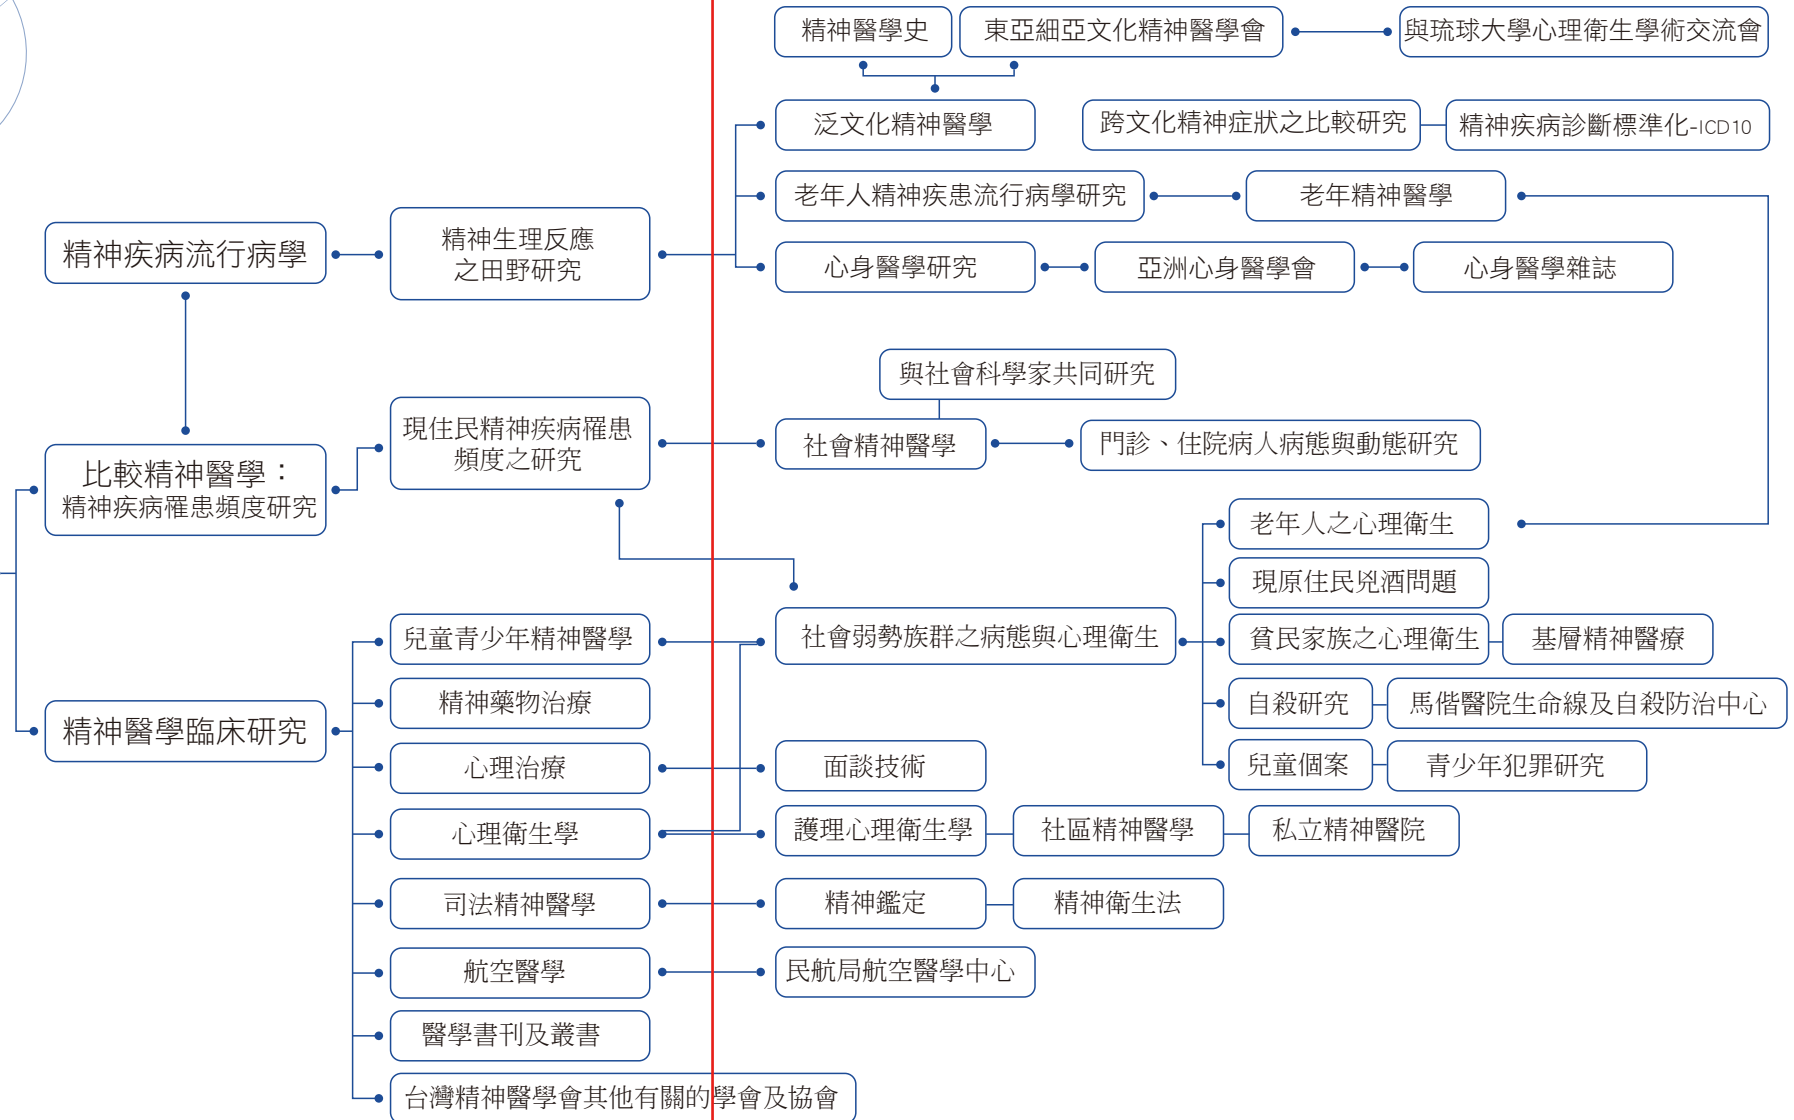 精神醫學史
東亞細亞文化精神醫學會
與琉球大學心理衛生學術交流會
泛文化精神醫學
跨文化精神症狀之比較研究
精神疾病診斷標準化-ICD10
老年人精神疾患流行病學研究
老年精神醫學
精神疾病流行病學
精神生理反應
之田野研究
心身醫學研究
亞洲心身醫學會
心身醫學雜誌
與社會科學家共同研究
現住民精神疾病罹患
頻度之研究
社會精神醫學
門診、住院病人病態與動態研究
比較精神醫學：
精神疾病罹患頻度研究
老年人之心理衛生
現原住民兇酒問題
兒童青少年精神醫學
社會弱勢族群之病態與心理衛生
貧民家族之心理衛生
基層精神醫療
精神藥物治療
自殺研究
馬偕醫院生命線及自殺防治中心
精神醫學臨床研究
心理治療
面談技術
兒童個案
青少年犯罪研究
心理衛生學
護理心理衛生學
社區精神醫學
私立精神醫院
司法精神醫學
精神鑑定
精神衛生法
航空醫學
民航局航空醫學中心
醫學書刊及叢書
台灣精神醫學會其他有關的學會及協會